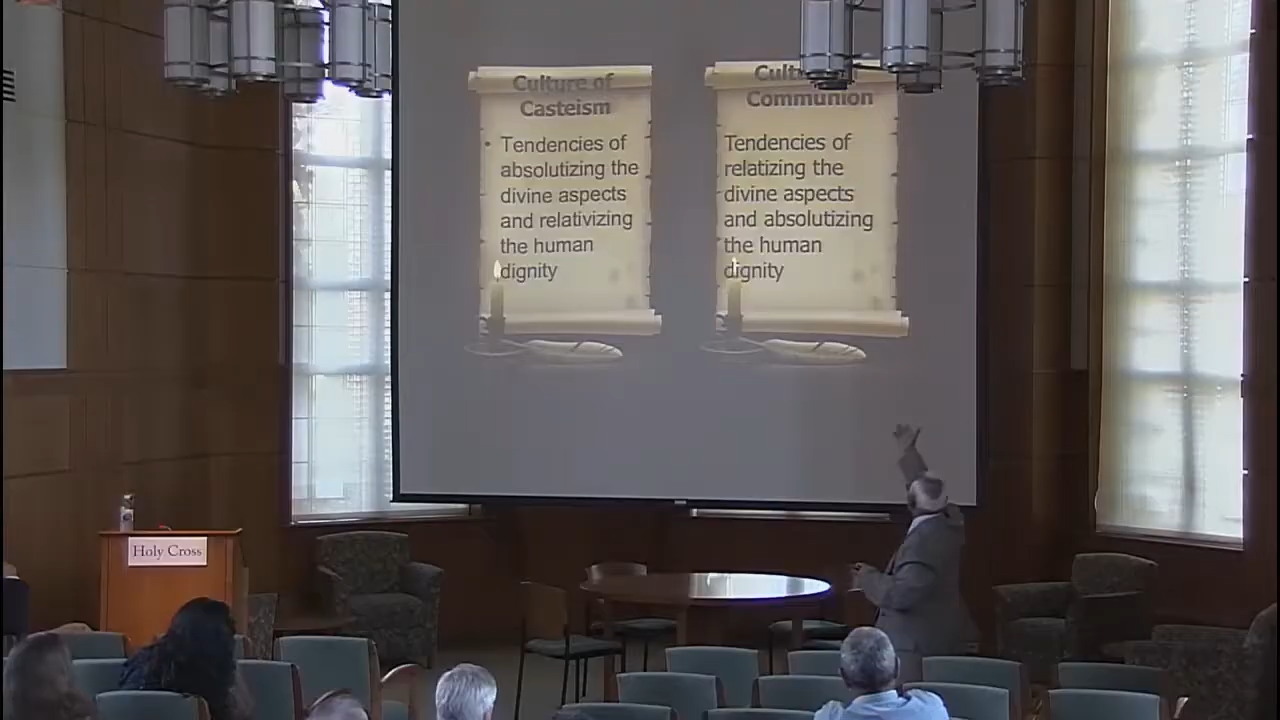 Culture of
Casteism
• Tendencies of
absolutizing the
divine aspects
and relativizing
the human
dignity
Communion
Tendencies of
relatizing the
divine aspects
and absolutizing
the human
dignity
Holy Cross